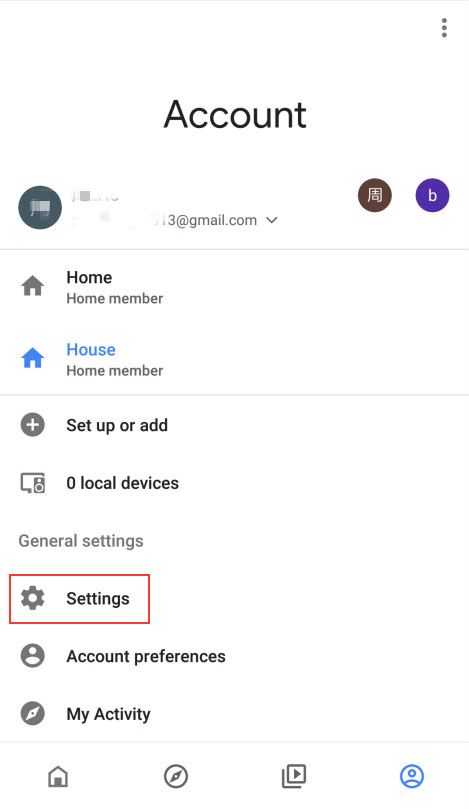 Account
周
b
13@gmail.com
Home
Home member
House
Home member
Set up or add
0 local devices
General settings
Settings
Account preferences
My Activity